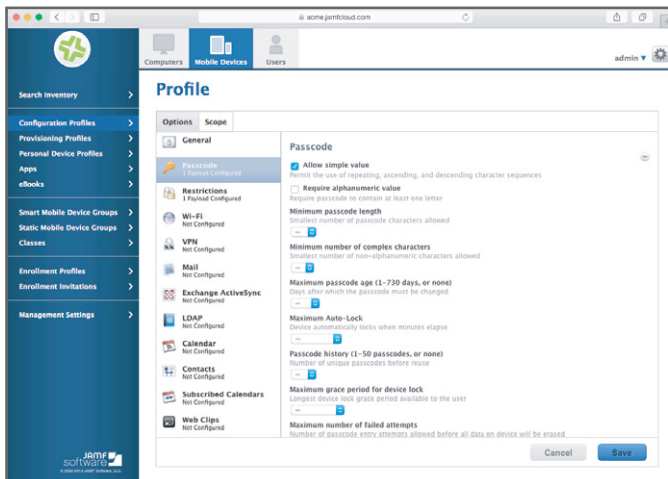 acme.jamfcloud.com
Computers
Mobile Devices
Users
admin
Search Inventory
Configuration Profiles
Provisioning Profiles
Personal Device Profiles
Apps
eBooks
Smart Mobile Device Groups
Static Mobile Device Groups
Classes
Enrollment Profiles
Enrollment Invitations
Management Settings
JAMF
software
Profile
Options
Scope
General
Passcode
1 Payload Configured
Restrictions
1 Payload Configured
Wi-Fi
Not Configured
VPN
Not Configured
Mail
Not Configured
Exchange ActiveSync
Not Configured
LDAP
Not Configured
Calendar
Not Configured
Contacts
Not Configured
Subscribed Calendars
Not Configured
Web Clips
Not Configured
Passcode
Allow simple value
Permit the use of repeating, ascending, and descending character sequences
Require alphanumeric value
Require passcode to contain at least one letter
Minimum passcode length
Smallest number of passcode characters allowed
--
Minimum number of complex characters
Smallest number of non-alphanumeric characters allowed
--
Maximum passcode age (1-730 days, or none)
Days after which the passcode must be changed
--
Maximum Auto-Lock
Device automatically locks when minutes elapse
--
Passcode history (1-50 passcodes, or none)
Number of unique passcodes before reuse
--
Maximum grace period for device lock
Longest device lock grace period available to the user
--
Maximum number of failed attempts
Number of passcode entry attempts allowed before all data on device will be erased
Cancel
Save